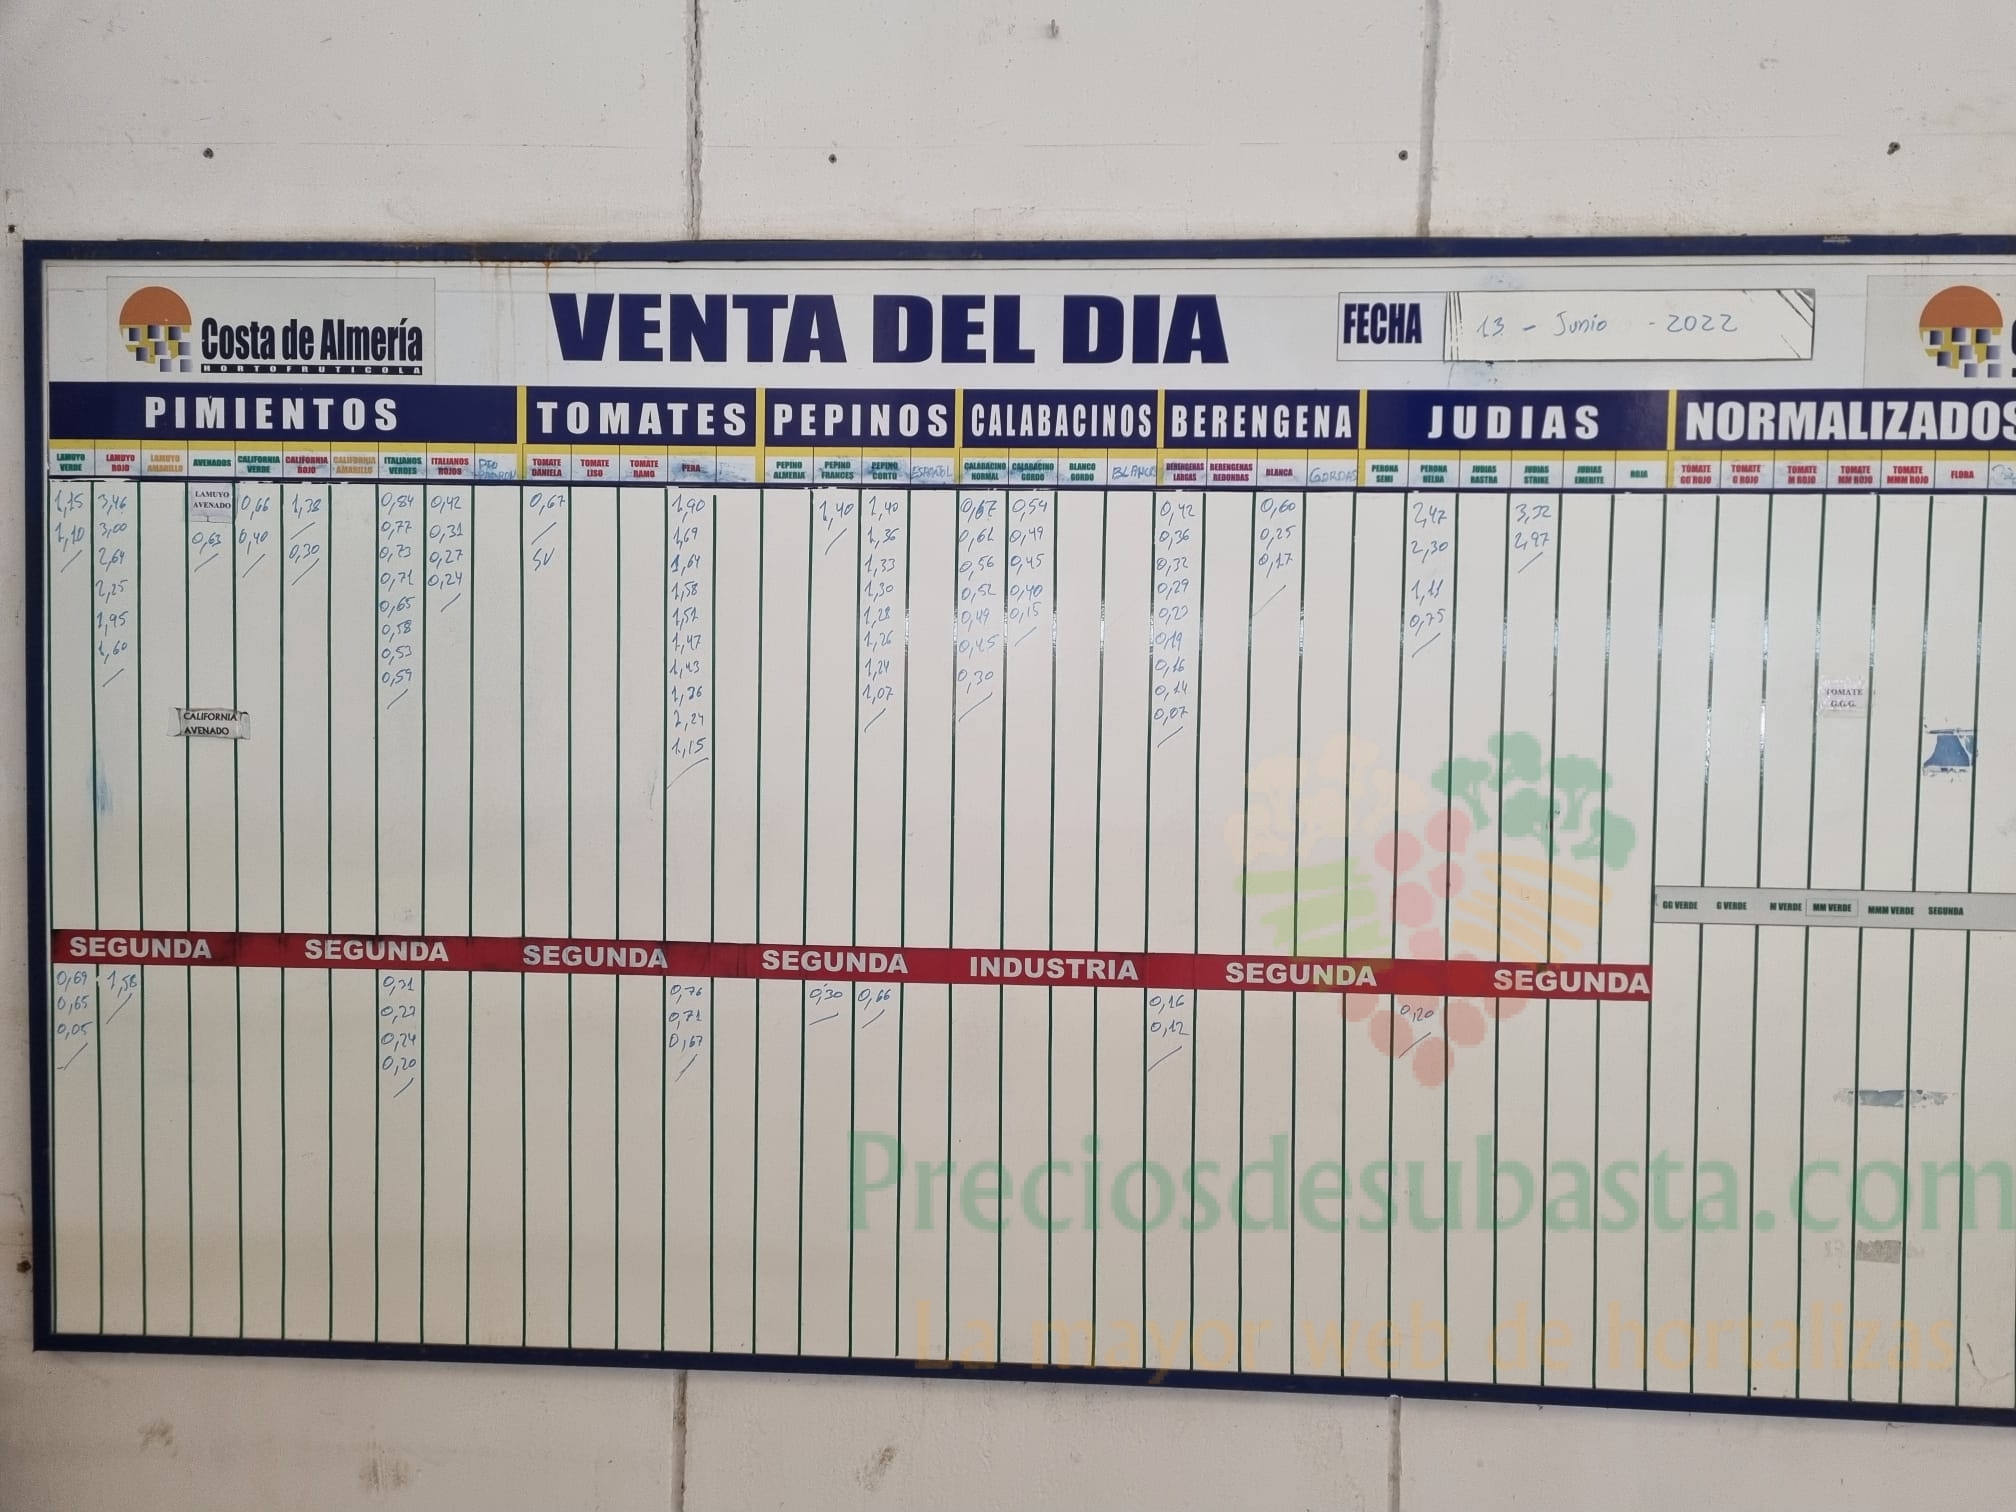 Costa de Almería
HORTOFRUTICOLA
VENTA DEL DIA
FECHA 13 - Junio - 2022
PIMIENTOS TOMATES PEPINOS CALABACINOS BERENGENA JUDIAS NORMALIZADOS
LAMUYO VERDE
1,15
1,10
LAMUYO ROJO
3,46
3,00
2,64
2,25
1,95
1,60
LAMUYO AMARILLO
AVENADOS
LAMUYO AVENADO
0,63
CALIFORNIA AVENADO
CALIFORNIA VERDE
0,66
0,40
CALIFORNIA ROJO
1,38
0,30
CALIFORNIA AMARILLO
ITALIANOS VERDES
0,84
0,77
0,73
0,71
0,65
0,58
0,53
0,59
ITALIANOS ROJOS
0,42
0,31
0,27
0,24
PADRON
TOMATE DANIELA
0,67
SV
TOMATE LISO
TOMATE RAMO
PERA
1,90
1,69
1,64
1,58
1,47
1,43
1,36
1,15
PEPINO ALMERIA
PEPINO FRANCES
1,40
PEPINO CORTO
1,40
1,36
1,33
1,30
1,28
1,26
1,24
1,07
ESPAÑOL
CALABACINO NORMAL
0,67
0,56
0,52
0,49
0,45
0,30
CALABACINO GORDO
0,54
0,49
0,45
0,40
0,15
BLANCO GORDO
BLANCO
BERENGENAS LARGAS
0,42
0,36
0,32
0,29
0,19
0,16
0,14
0,07
BERENGENAS REDONDAS
BLANCA
0,60
0,25
0,17
GORDAS
PERONA SEMI
PERONA HELDA
2,47
2,30
1,11
0,75
JUDIAS RASTRA
JUDIAS STRIKE
2,97
JUDIAS EMERITE
ROJA
TOMATE GG ROJO
TOMATE G ROJO
TOMATE M ROJO
TOMATE MM ROJO
TOMATE MMM ROJO
FLORA
TOMATE G.G.G.
GG VERDE G VERDE M VERDE MM VERDE MMM VERDE SEGUNDA
SEGUNDA SEGUNDA SEGUNDA SEGUNDA INDUSTRIA SEGUNDA SEGUNDA
0,69
0,65
0,05
1,58
0,31
0,27
0,24
0,20
0,76
0,71
0,67
0,30
0,66
0,16
0,12
0,20
Preciosdesubasta.com
La mayor web de hortalizas